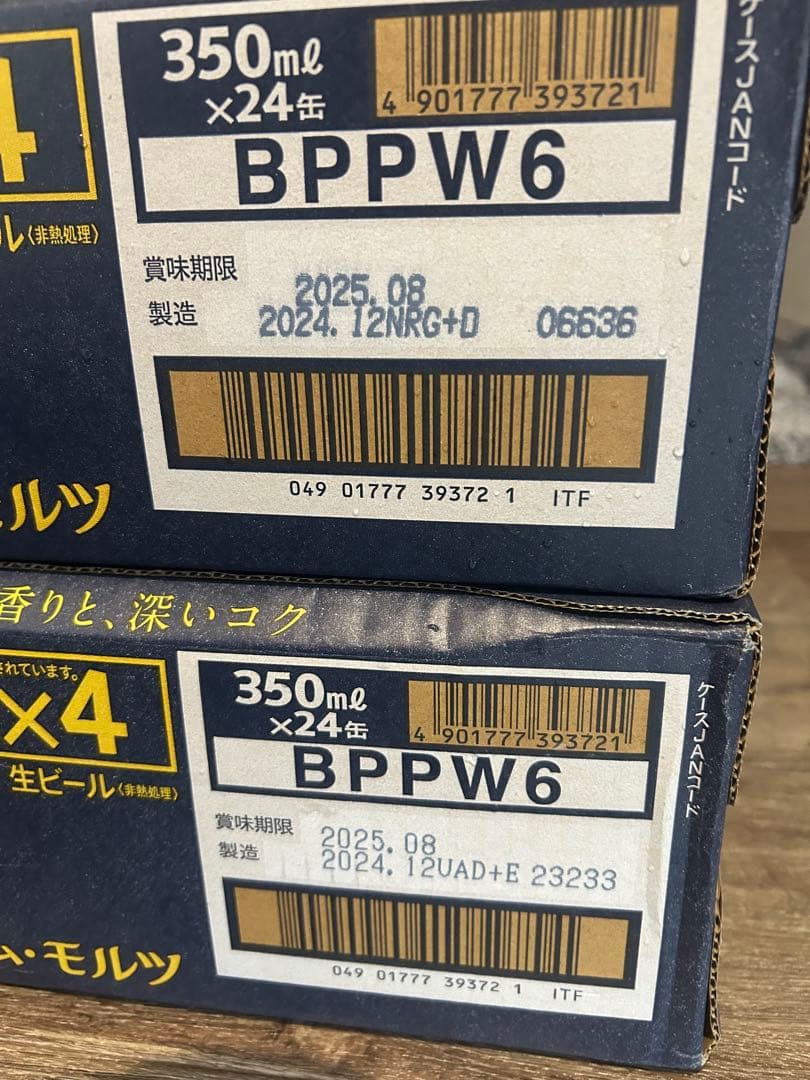 4
350ml
×24缶
4 901777 393721
BPPW6
ケースJANコード
ル〈非熱処理〉
賞味期限 2025.08
製造 2024.12NRG+D 06636
049 01777 39372 1 ITF
モルツ
香りと、深いコク
されています。
×4
生ビール〈非熱処理〉
350ml
×24缶
4 901777 393721
BPPW6
ケースJANコード
賞味期限 2025.08
製造 2024.12UAD+E 23233
049 01777 39372 1 ITF
ム・モルツ